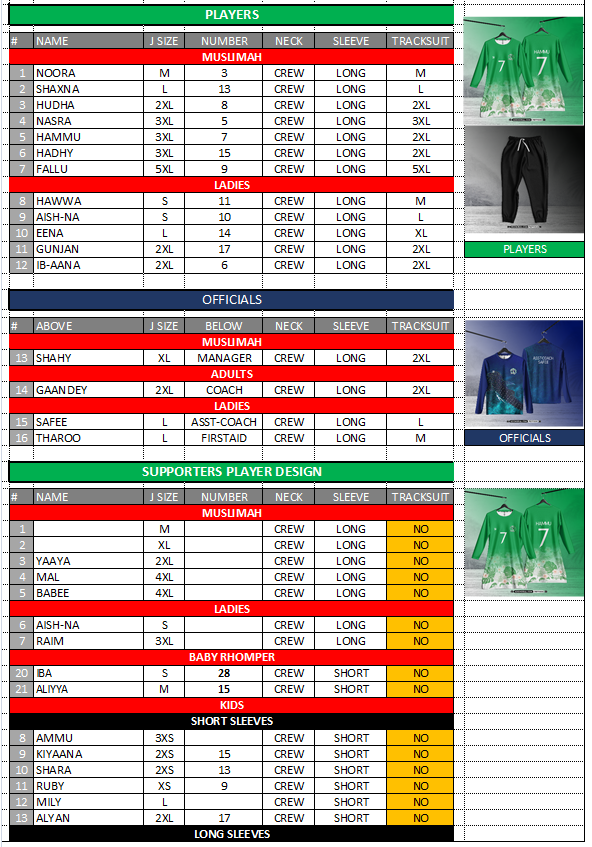 PLAYERS
# NAME J SIZE NUMBER NECK SLEEVE TRACKSUIT
MUSLIMAH
1 NOORA M 3 CREW LONG M
2 SHAXNA L 13 CREW LONG L
3 HUDHA 2XL 8 CREW LONG 2XL
4 NASRA 3XL 5 CREW LONG 3XL
5 HAMMU 3XL 7 CREW LONG 2XL
6 HADHY 3XL 15 CREW LONG 2XL
7 FALLU 5XL 9 CREW LONG 5XL
LADIES
8 HAWWA S 11 CREW LONG M
9 AISH-NA S 10 CREW LONG L
10 EENA L 14 CREW LONG XL
11 GUNJAN 2XL 17 CREW LONG 2XL
12 IB-AANA 2XL 6 CREW LONG 2XL
7
HAMMU
7
PLAYERS
OFFICIALS
# ABOVE J SIZE BELOW NECK SLEEVE TRACKSUIT
MUSLIMAH
13 SHAHY XL MANAGER CREW LONG 2XL
ADULTS
14 GAANDEY 2XL COACH CREW LONG 2XL
LADIES
15 SAFEE L ASST-COACH CREW LONG L
16 THAROO L FIRSTAID CREW LONG M
ASST-COACH
SAFEE
OFFICIALS
SUPPORTERS PLAYER DESIGN
# NAME J SIZE NUMBER NECK SLEEVE TRACKSUIT
MUSLIMAH
1 M CREW LONG NO
2 XL CREW LONG NO
3 YAAYA 2XL CREW LONG NO
4 MAL 4XL CREW LONG NO
5 BABEE 4XL CREW LONG NO
LADIES
6 AISH-NA S CREW LONG NO
7 RAIM 3XL CREW LONG NO
BABY RHOMPER
20 IBA S 28 CREW SHORT NO
21 ALIYYA M 15 CREW SHORT NO
KIDS
SHORT SLEEVES
8 AMMU 3XS CREW SHORT NO
9 KIYAANA 2XS 15 CREW SHORT NO
10 SHARA 2XS 13 CREW SHORT NO
11 RUBY XS 9 CREW SHORT NO
12 MILY L CREW SHORT NO
13 ALYAN 2XL 17 CREW SHORT NO
LONG SLEEVES
7
HAMMU
7